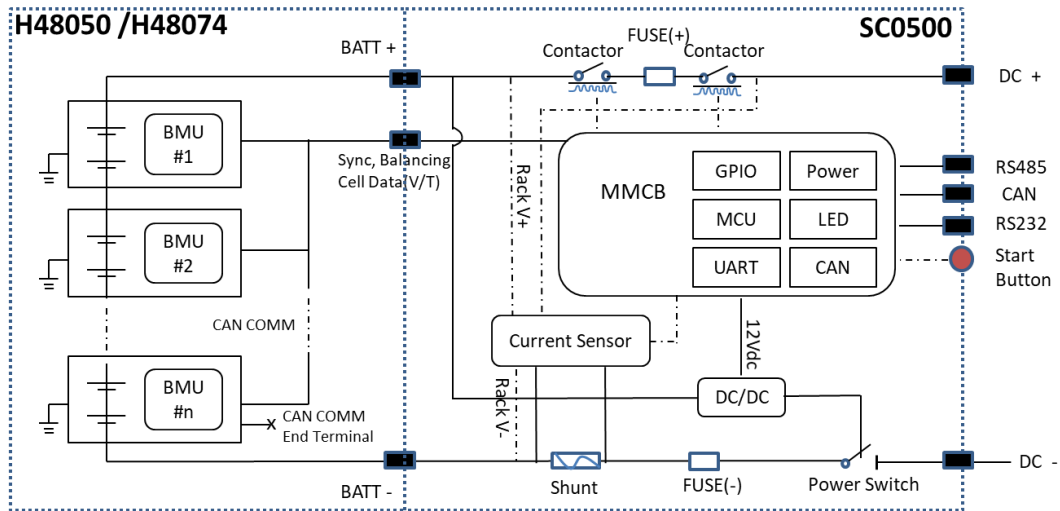 H48050 /H48074
SC0500
BATT +
Contactor
FUSE(+)
Contactor
DC +
BMU
#1
Sync, Balancing
Cell Data(V/T)
Rack V+
MMCB
GPIO
Power
MCU
LED
UART
CAN
RS485
CAN
RS232
Start
Button
BMU
#2
CAN COMM
Current Sensor
12Vdc
BMU
#n
CAN COMM
End Terminal
Rack V-
DC/DC
BATT -
Shunt
FUSE(-)
Power Switch
DC -